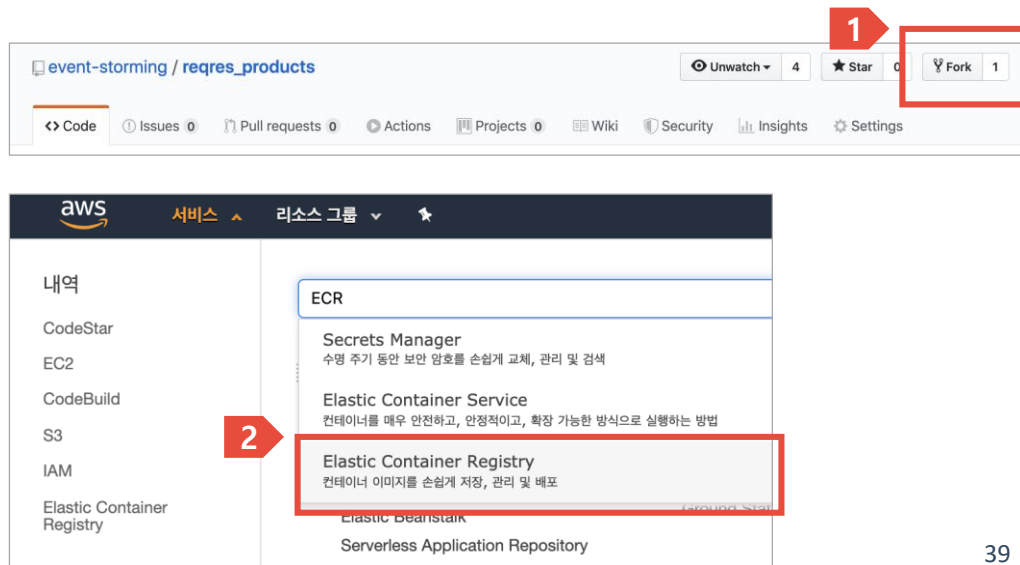 1
event-storming / reqres_products
Unwatch 4 Star 0 Fork 1
Code Issues 0 Pull requests 0 Actions Projects 0 Wiki Security Insights Settings
aws 서비스 리소스 그룹
내역
CodeStar
EC2
CodeBuild
S3
IAM
Elastic Container
Registry
ECR
Secrets Manager
수명 주기 동안 보안 암호를 손쉽게 교체, 관리 및 검색
Elastic Container Service
컨테이너를 매우 안전하고, 안정적이고, 확장 가능한 방식으로 실행하는 방법
2
Elastic Container Registry
컨테이너 이미지를 손쉽게 저장, 관리 및 배포
Elastic Beanstalk
Ground Stat
Serverless Application Repository
39